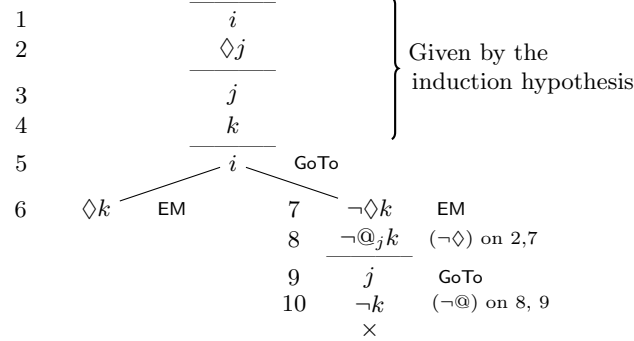 1 i
2 ◊j
Given by the
induction hypothesis
3 j
4 k
5 i GoTo
6 ◊k EM 7 ¬◊k EM
8 ¬@ⱼk (¬◊) on 2,7
9 j GoTo
10 ¬k (¬@) on 8, 9
×